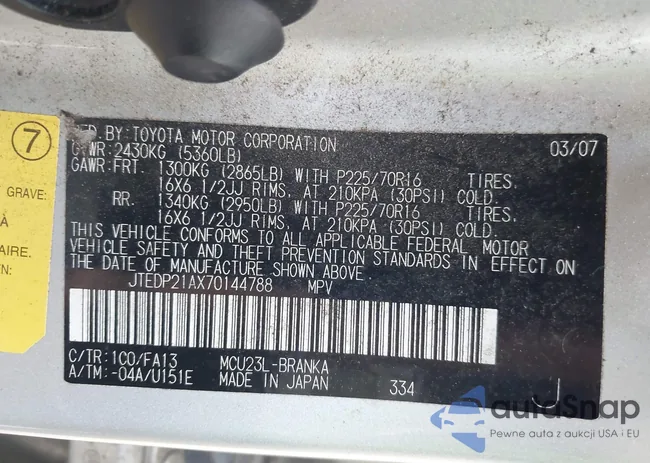 7
GRAVE:
À
AIRE.
EN:
MFD.BY:TOYOTA MOTOR CORPORATION 03/07
GVWR:2430KG (5360LB)
GAWR:FRT. 1300KG (2865LB) WITH P225/70R16 TIRES.
16X6 1/2JJ RIMS, AT 210KPA (30PSI) COLD.
RR. 1340KG (2950LB) WITH P225/70R16 TIRES.
16X6 1/2JJ RIMS, AT 210KPA (30PSI) COLD.
THIS VEHICLE CONFORMS TO ALL APPLICABLE FEDERAL MOTOR
VEHICLE SAFETY AND THEFT PREVENTION STANDARDS IN EFFECT ON
THE DATE OF MANUFACTURE SHOWN ABOVE
JTEDP21AX70144788 MPV
C/TR:1C0/FA13 MCU23L-BRANKA
A/TM:-04A/U151E MADE IN JAPAN 334 J
autoSnap
Pewne auta z aukcji USA i EU